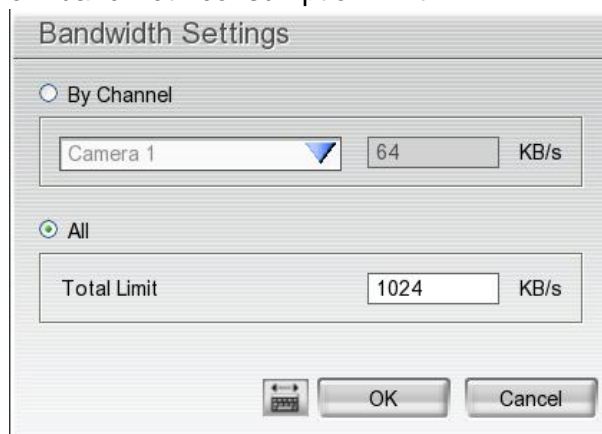 Bandwidth Settings
By Channel
Camera 1 64 KB/s
All
Total Limit 1024 KB/s
OK Cancel